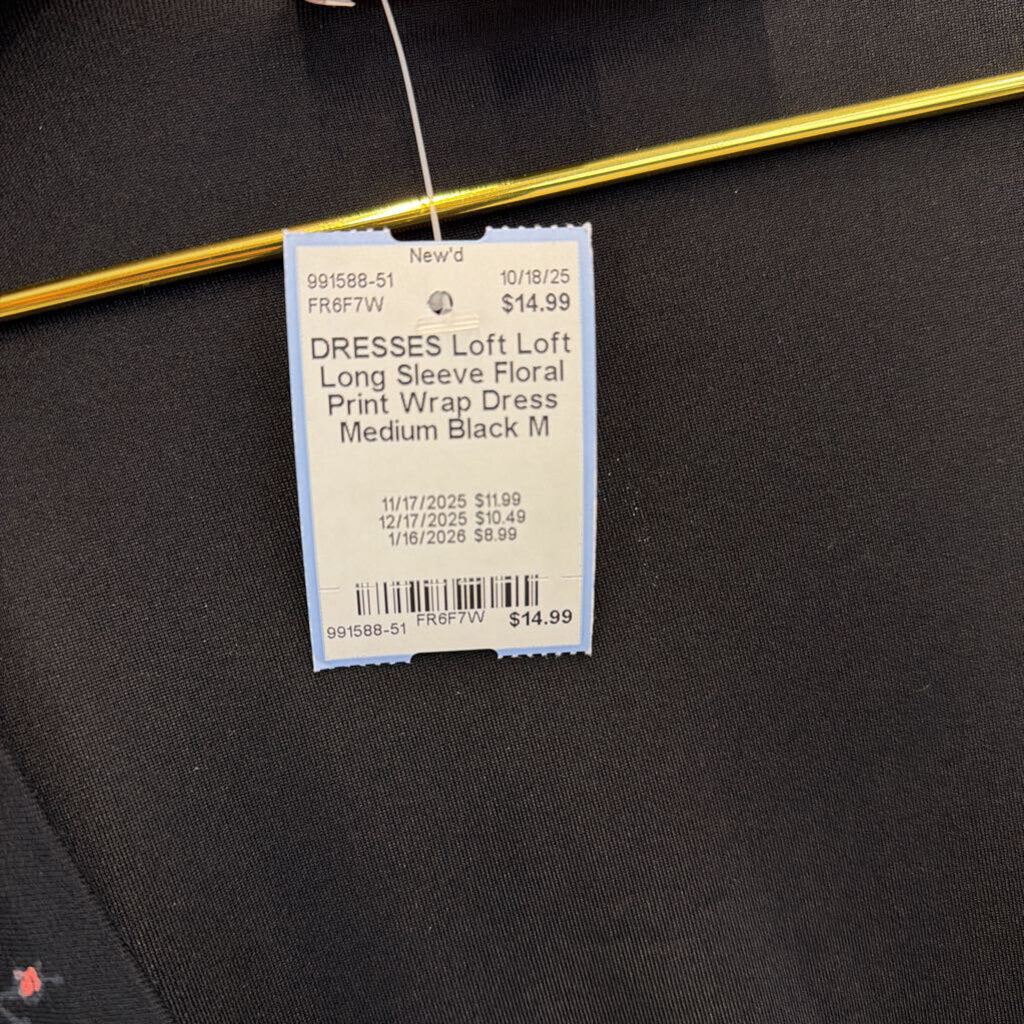 New'd
991588-51 10/18/25
FR6F7W $14.99
DRESSES Loft Loft
Long Sleeve Floral
Print Wrap Dress
Medium Black M
11/17/2025 $11.99
12/17/2025 $10.49
1/16/2026 $8.99
991588-51 FR6F7W $14.99